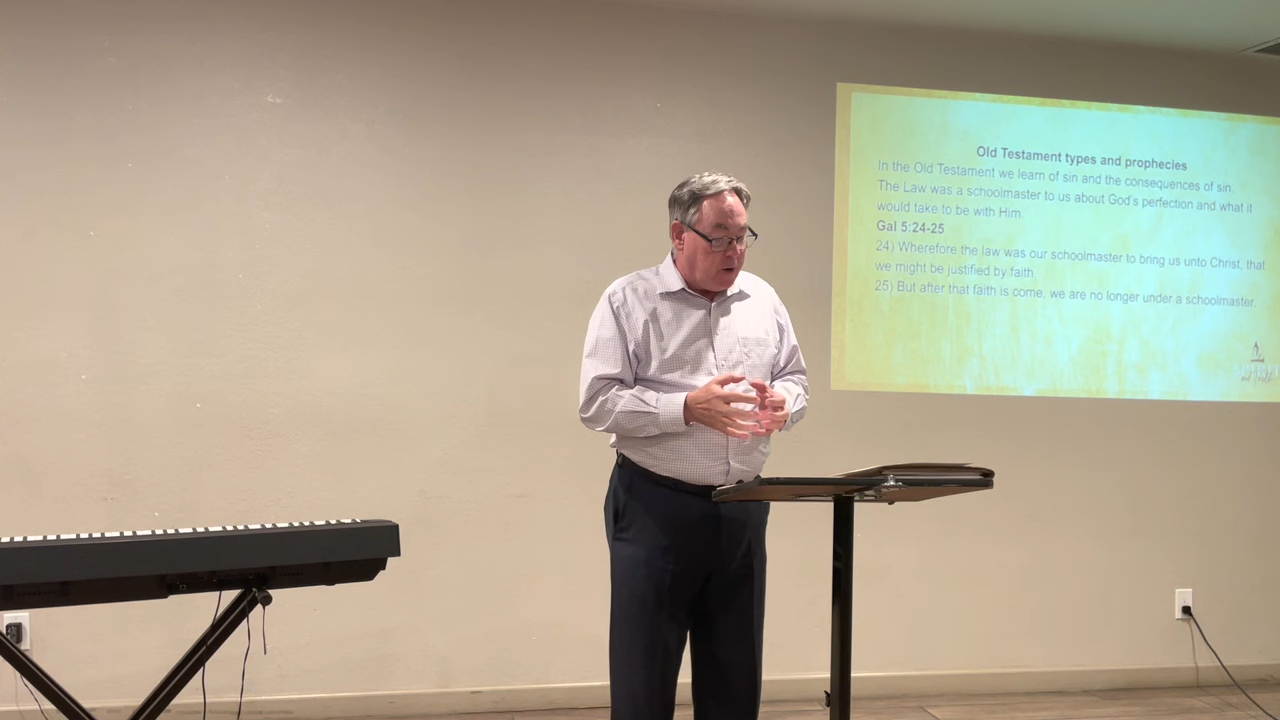 Old Testament types and prophecies
In the Old Testament we learn of sin and the consequences of sin.
The Law was a schoolmaster to us about God's perfection and what it
would take to be with Him.
Gal 5:24-25
24) Wherefore the law was our schoolmaster to bring us unto Christ, that
we might be justified by faith.
25) But after that faith is come, we are no longer under a schoolmaster.